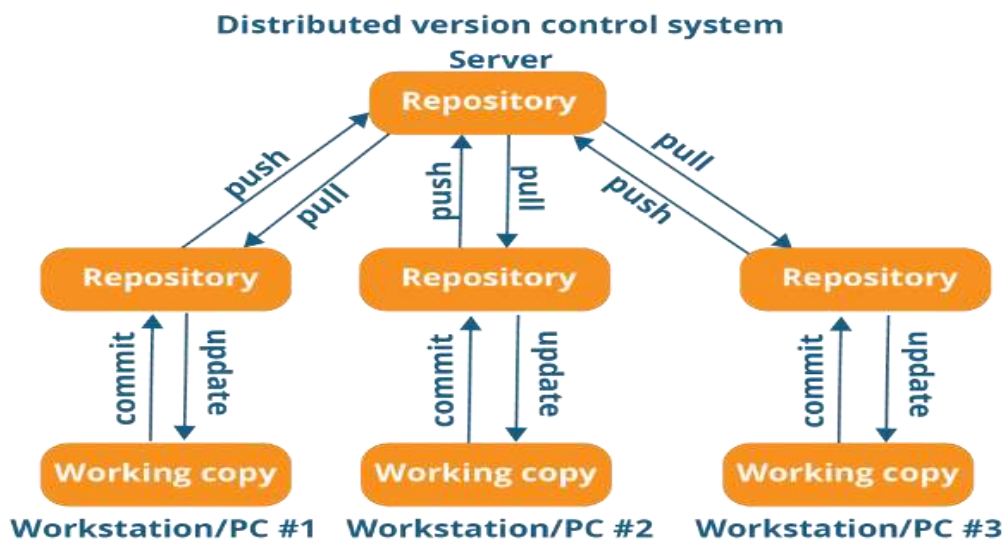 Distributed version control system
Server
Repository
push
pull
push
pull
pull
push
Repository
Repository
Repository
commit
update
commit
update
commit
update
Working copy
Working copy
Working copy
Workstation/PC #1
Workstation/PC #2
Workstation/PC #3